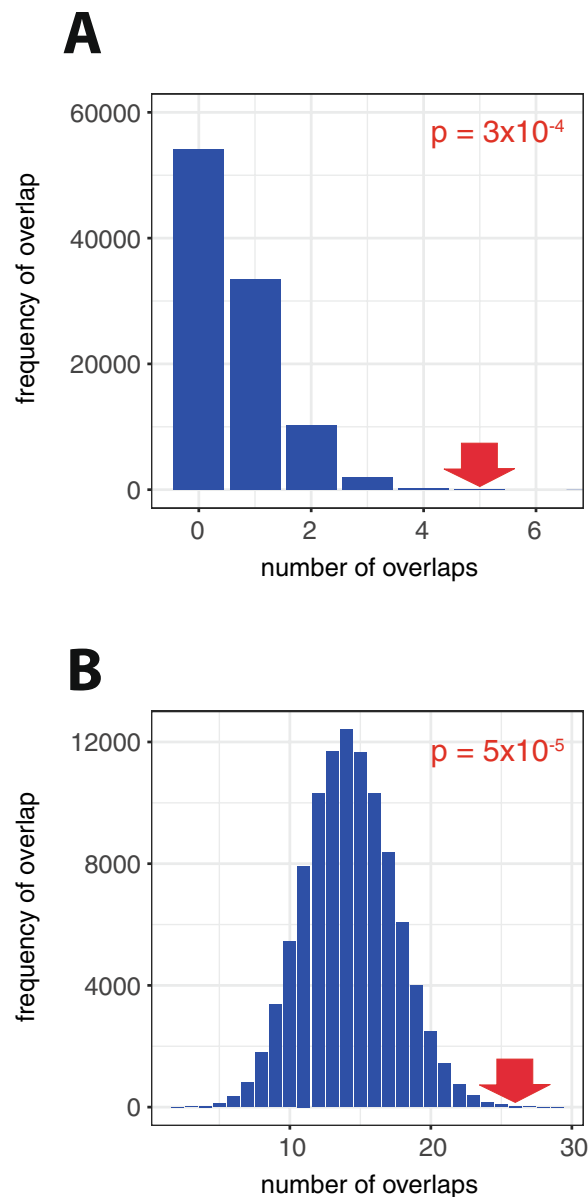 A
p = 3x10⁻⁴
60000
40000
20000
0
frequency of overlap
0 2 4 6
number of overlaps
B
p = 5x10⁻⁵
12000
8000
4000
0
frequency of overlap
10 20 30
number of overlaps